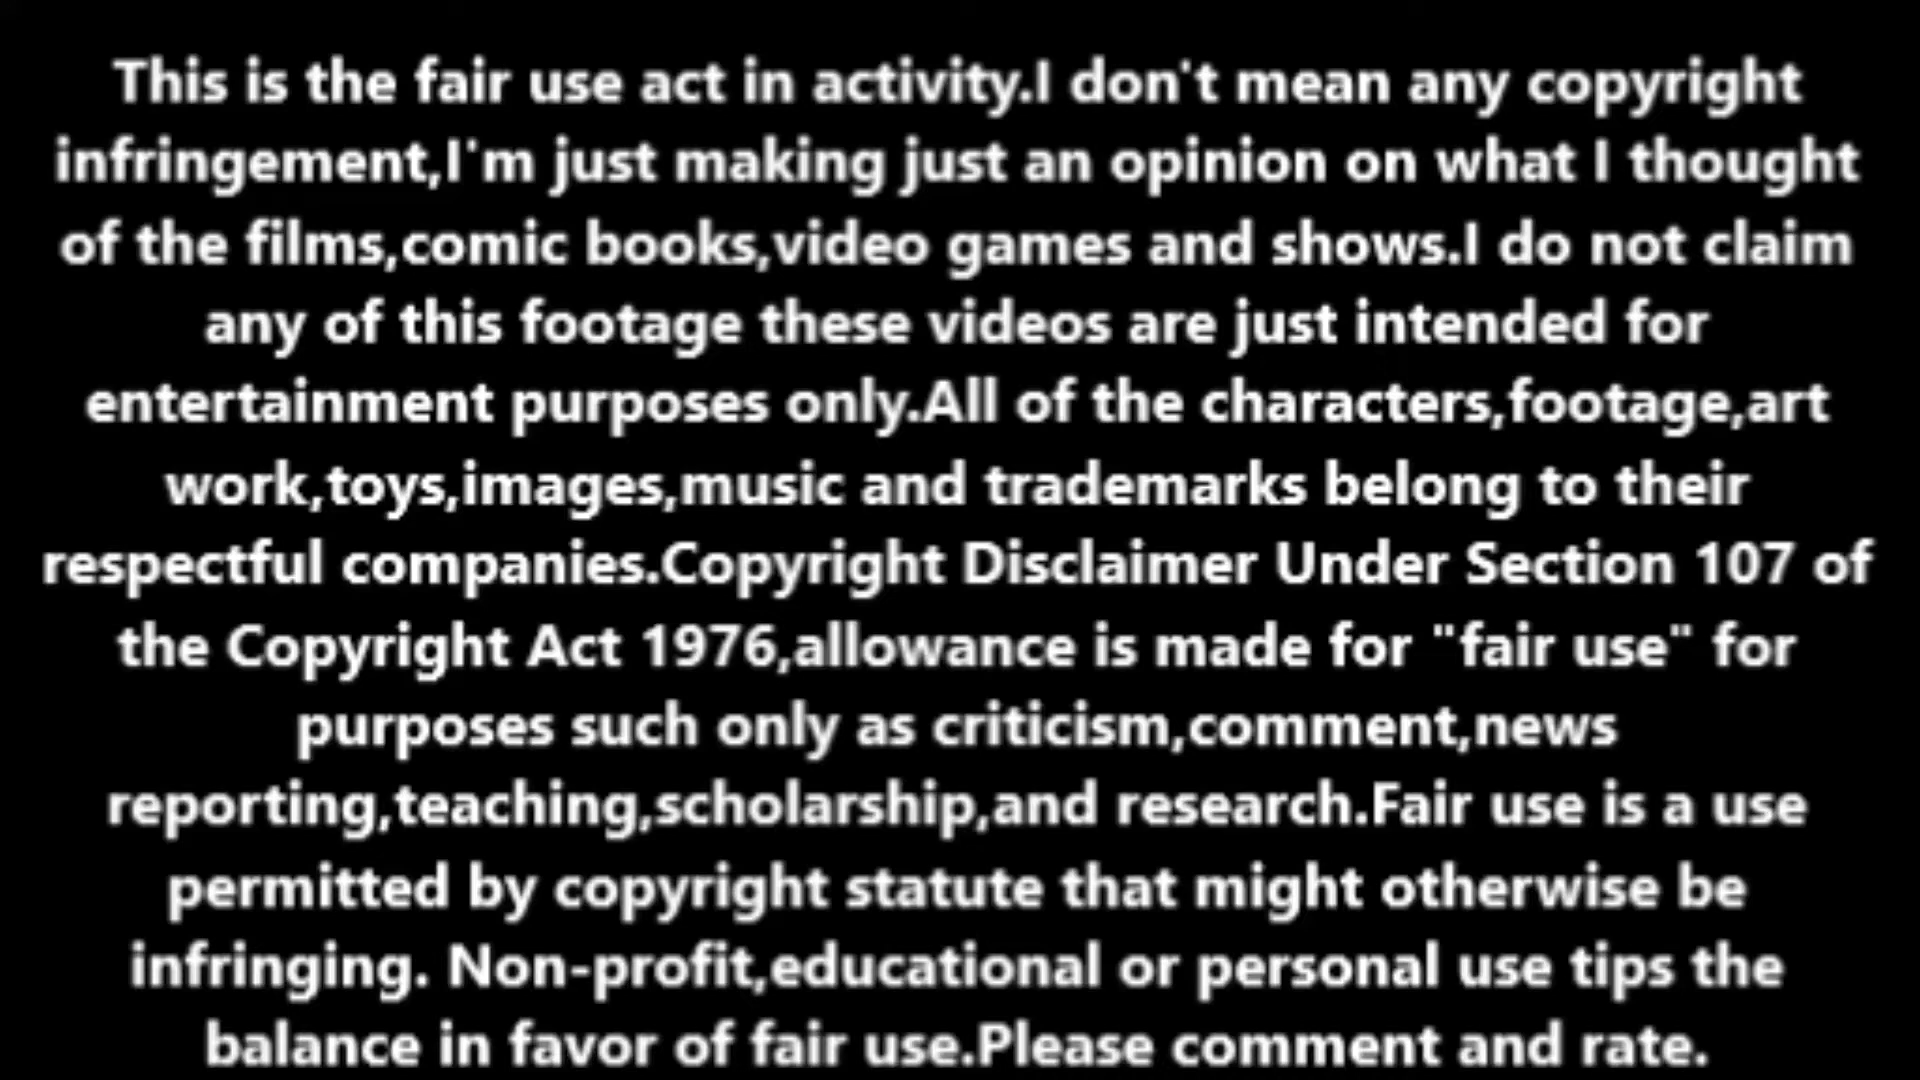 This is the fair use act in activity.I don't mean any copyright
infringement,I'm just making just an opinion on what I thought
of the films,comic books,video games and shows.I do not claim
any of this footage these videos are just intended for
entertainment purposes only.All of the characters,footage,art
work,toys,images,music and trademarks belong to their
respectful companies.Copyright Disclaimer Under Section 107 of
the Copyright Act 1976,allowance is made for "fair use" for
purposes such only as criticism,comment,news
reporting,teaching,scholarship,and research.Fair use is a use
permitted by copyright statute that might otherwise be
infringing. Non-profit,educational or personal use tips the
balance in favor of fair use.Please comment and rate.